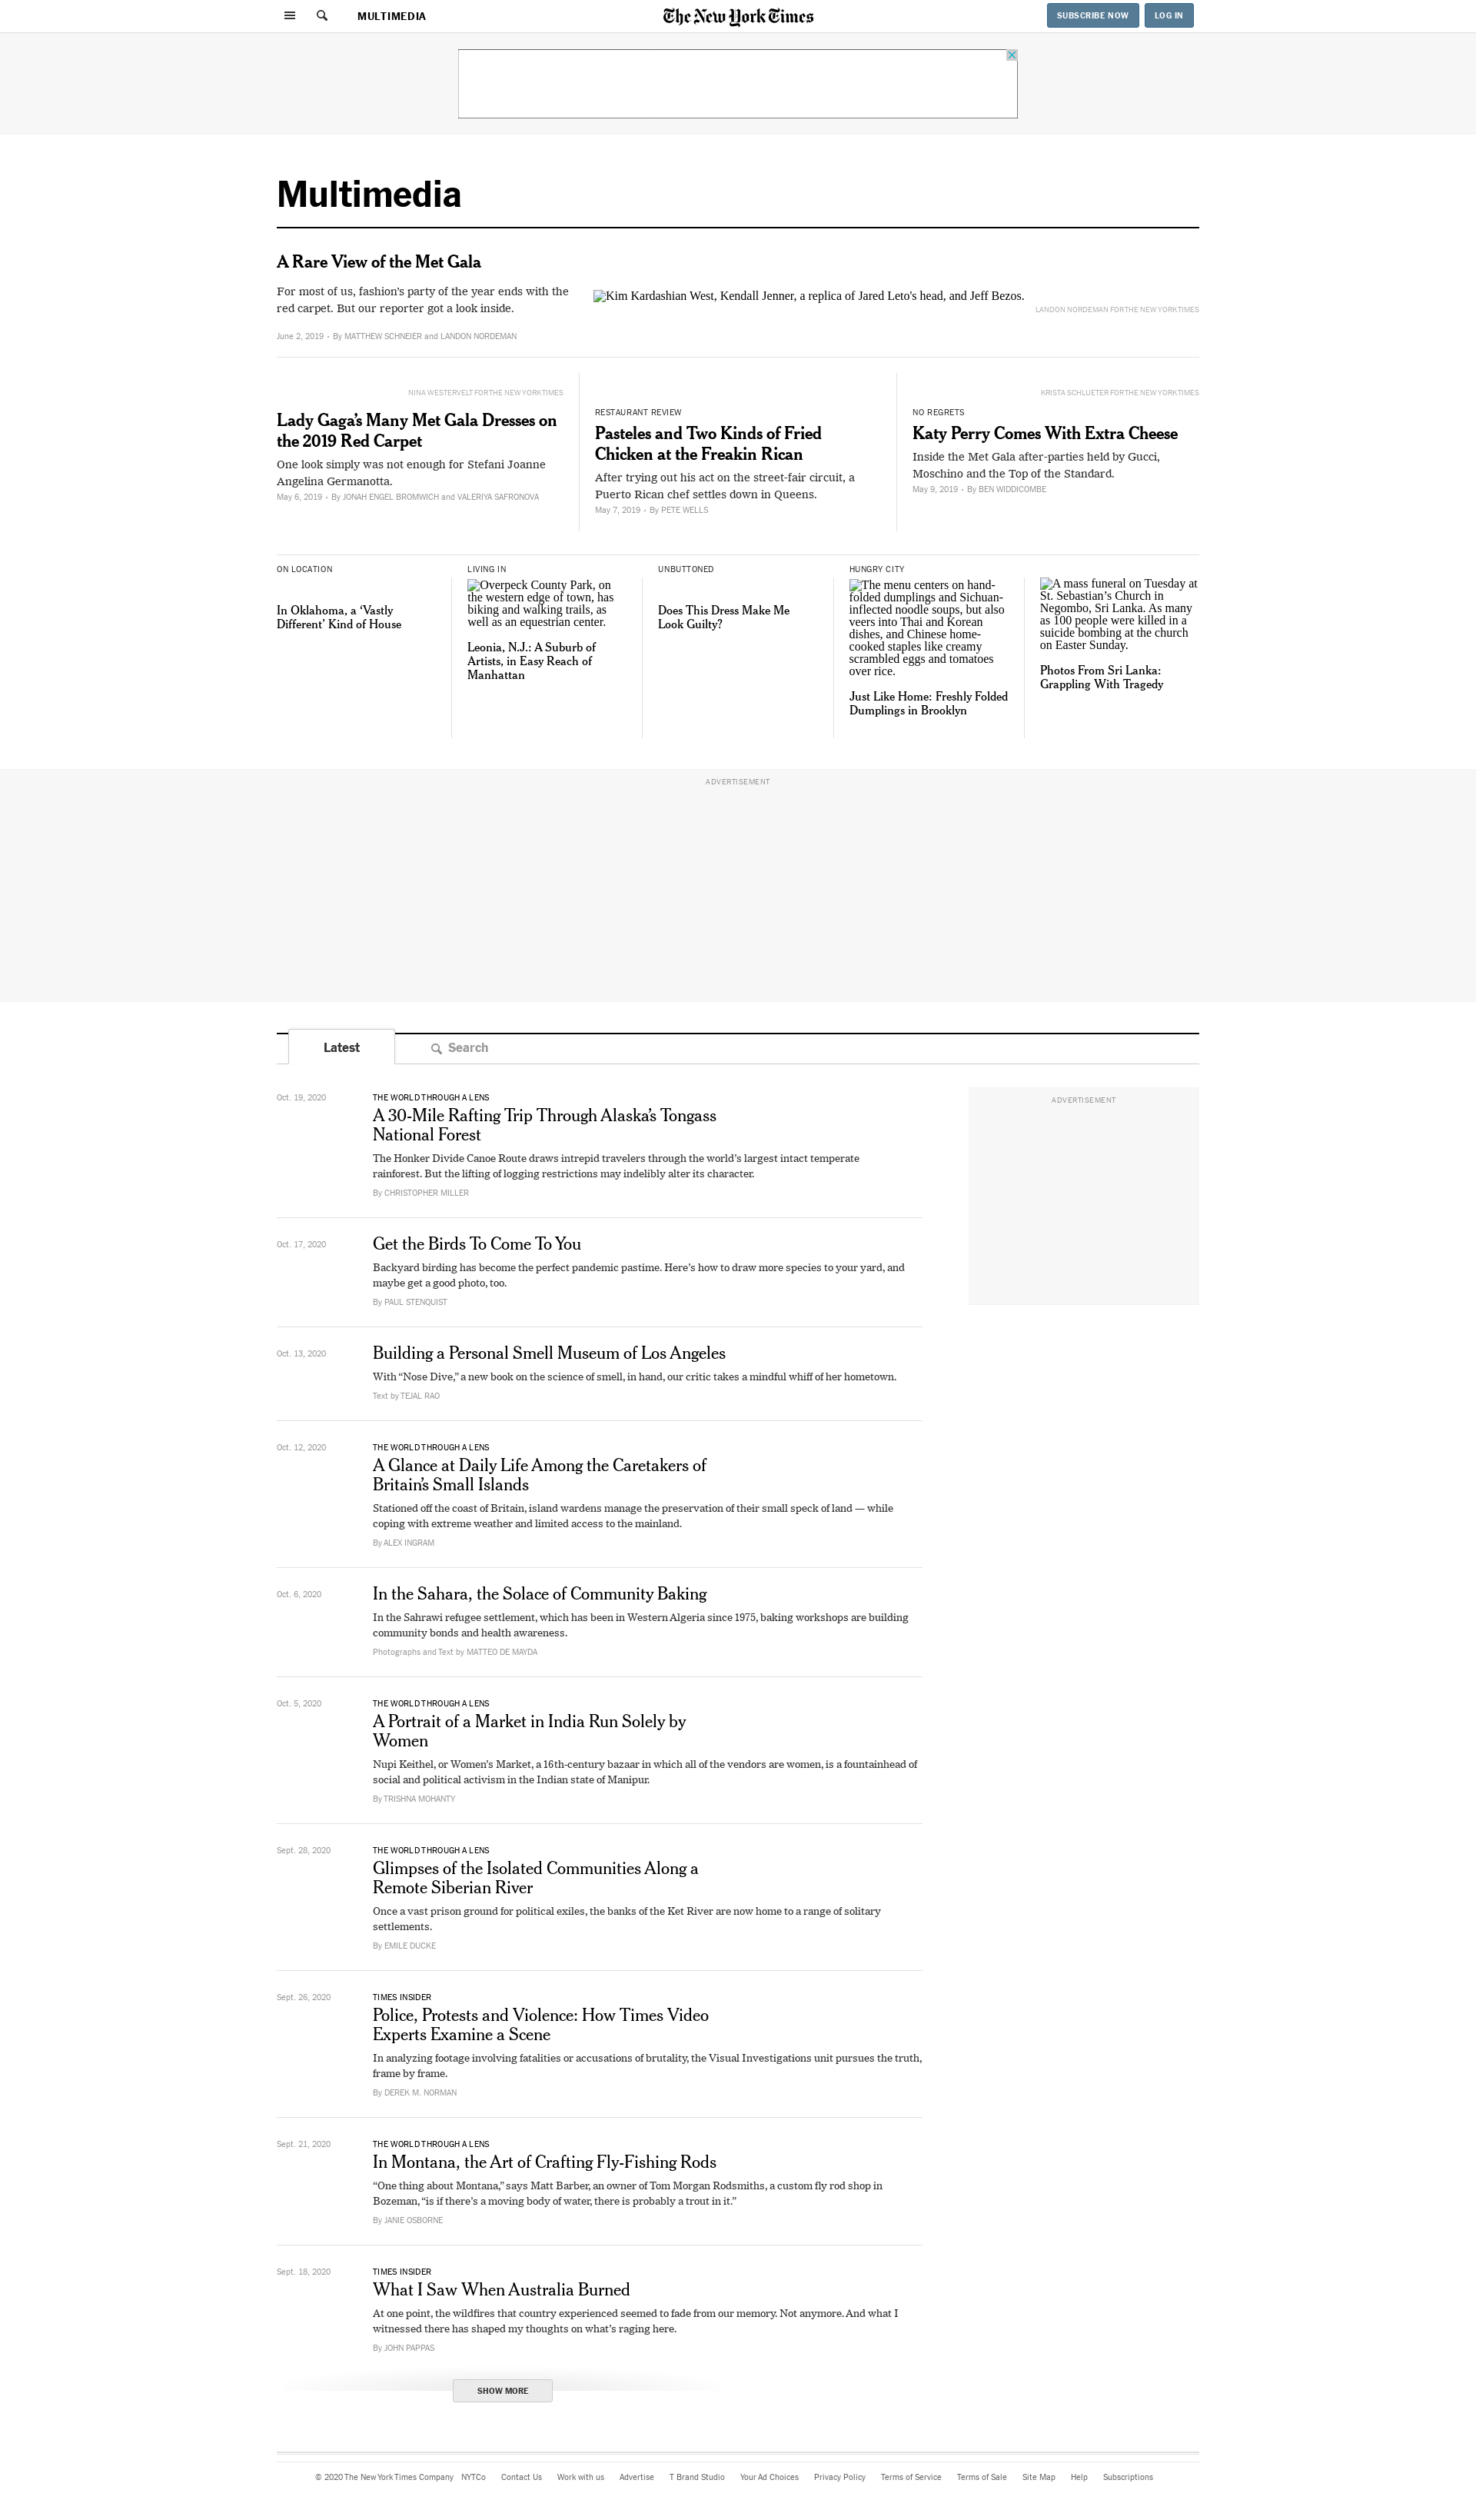 MULTIMEDIA
The New York Times
SUBSCRIBE NOW
LOG IN
Multimedia
A Rare View of the Met Gala
For most of us, fashion’s party of the year ends with the
red carpet. But our reporter got a look inside.
June 2, 2019 • By MATTHEW SCHNEIER and LANDON NORDEMAN
Kim Kardashian West, Kendall Jenner, a replica of Jared Leto's head, and Jeff Bezos.
LANDON NORDEMAN FOR THE NEW YORK TIMES
NINA WESTERVELT FOR THE NEW YORK TIMES
Lady Gaga’s Many Met Gala Dresses on
the 2019 Red Carpet
One look simply was not enough for Stefani Joanne
Angelina Germanotta.
May 6, 2019 • By JONAH ENGEL BROMWICH and VALERIYA SAFRONOVA
RESTAURANT REVIEW
Pasteles and Two Kinds of Fried
Chicken at the Freakin Rican
After trying out his act on the street-fair circuit, a
Puerto Rican chef settles down in Queens.
May 7, 2019 • By PETE WELLS
KRISTA SCHLUETER FOR THE NEW YORK TIMES
NO REGRETS
Katy Perry Comes With Extra Cheese
Inside the Met Gala after-parties held by Gucci,
Moschino and the Top of the Standard.
May 9, 2019 • By BEN WIDDICOMBE
ON LOCATION
In Oklahoma, a ‘Vastly
Different’ Kind of House
LIVING IN
Overpeck County Park, on
the western edge of town, has
biking and walking trails, as
well as an equestrian center.
Leonia, N.J.: A Suburb of
Artists, in Easy Reach of
Manhattan
UNBUTTONED
Does This Dress Make Me
Look Guilty?
HUNGRY CITY
The menu centers on hand-
folded dumplings and Sichuan-
inflected noodle soups, but also
veers into Thai and Korean
dishes, and Chinese home-
cooked staples like creamy
scrambled eggs and tomatoes
over rice.
Just Like Home: Freshly Folded
Dumplings in Brooklyn
A mass funeral on Tuesday at
St. Sebastian’s Church in
Negombo, Sri Lanka. As many
as 100 people were killed in a
suicide bombing at the church
on Easter Sunday.
Photos From Sri Lanka:
Grappling With Tragedy
ADVERTISEMENT
Latest
Search
ADVERTISEMENT
Oct. 19, 2020
THE WORLD THROUGH A LENS
A 30-Mile Rafting Trip Through Alaska’s Tongass
National Forest
The Honker Divide Canoe Route draws intrepid travelers through the world’s largest intact temperate
rainforest. But the lifting of logging restrictions may indelibly alter its character.
By CHRISTOPHER MILLER
Oct. 17, 2020
Get the Birds To Come To You
Backyard birding has become the perfect pandemic pastime. Here’s how to draw more species to your yard, and
maybe get a good photo, too.
By PAUL STENQUIST
Oct. 13, 2020
Building a Personal Smell Museum of Los Angeles
With “Nose Dive,” a new book on the science of smell, in hand, our critic takes a mindful whiff of her hometown.
Text by TEJAL RAO
Oct. 12, 2020
THE WORLD THROUGH A LENS
A Glance at Daily Life Among the Caretakers of
Britain’s Small Islands
Stationed off the coast of Britain, island wardens manage the preservation of their small speck of land — while
coping with extreme weather and limited access to the mainland.
By ALEX INGRAM
Oct. 6, 2020
In the Sahara, the Solace of Community Baking
In the Sahrawi refugee settlement, which has been in Western Algeria since 1975, baking workshops are building
community bonds and health awareness.
Photographs and Text by MATTEO DE MAYDA
Oct. 5, 2020
THE WORLD THROUGH A LENS
A Portrait of a Market in India Run Solely by
Women
Nupi Keithel, or Women’s Market, a 16th-century bazaar in which all of the vendors are women, is a fountainhead of
social and political activism in the Indian state of Manipur.
By TRISHNA MOHANTY
Sept. 28, 2020
THE WORLD THROUGH A LENS
Glimpses of the Isolated Communities Along a
Remote Siberian River
Once a vast prison ground for political exiles, the banks of the Ket River are now home to a range of solitary
settlements.
By EMILE DUCKE
Sept. 26, 2020
TIMES INSIDER
Police, Protests and Violence: How Times Video
Experts Examine a Scene
In analyzing footage involving fatalities or accusations of brutality, the Visual Investigations unit pursues the truth,
frame by frame.
By DEREK M. NORMAN
Sept. 21, 2020
THE WORLD THROUGH A LENS
In Montana, the Art of Crafting Fly-Fishing Rods
“One thing about Montana,” says Matt Barber, an owner of Tom Morgan Rodsmiths, a custom fly rod shop in
Bozeman, “is if there’s a moving body of water, there is probably a trout in it.”
By JANIE OSBORNE
Sept. 18, 2020
TIMES INSIDER
What I Saw When Australia Burned
At one point, the wildfires that country experienced seemed to fade from our memory. Not anymore. And what I
witnessed there has shaped my thoughts on what’s raging here.
By JOHN PAPPAS
SHOW MORE
© 2020 The New York Times Company NYTCo Contact Us Work with us Advertise T Brand Studio Your Ad Choices Privacy Policy Terms of Service Terms of Sale Site Map Help Subscriptions